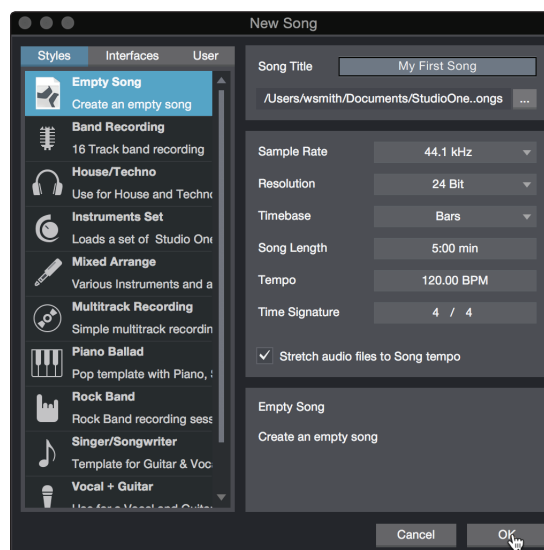 New Song
Styles Interfaces User
Empty Song
Create an empty song
Band Recording
16 Track band recording
House/Techno
Use for House and Techno
Instruments Set
Loads a set of Studio One
Mixed Arrange
Various Instruments and a
Multitrack Recording
Simple multitrack recordin
Piano Ballad
Pop template with Piano,
Rock Band
Rock Band recording sess
Singer/Songwriter
Template for Guitar & Voc
Vocal + Guitar
Song Title My First Song
/Users/wsmith/Documents/StudioOne..ongs ...
Sample Rate 44.1 kHz
Resolution 24 Bit
Timebase Bars
Song Length 5:00 min
Tempo 120.00 BPM
Time Signature 4 / 4
Stretch audio files to Song tempo
Empty Song
Create an empty song
Cancel OK